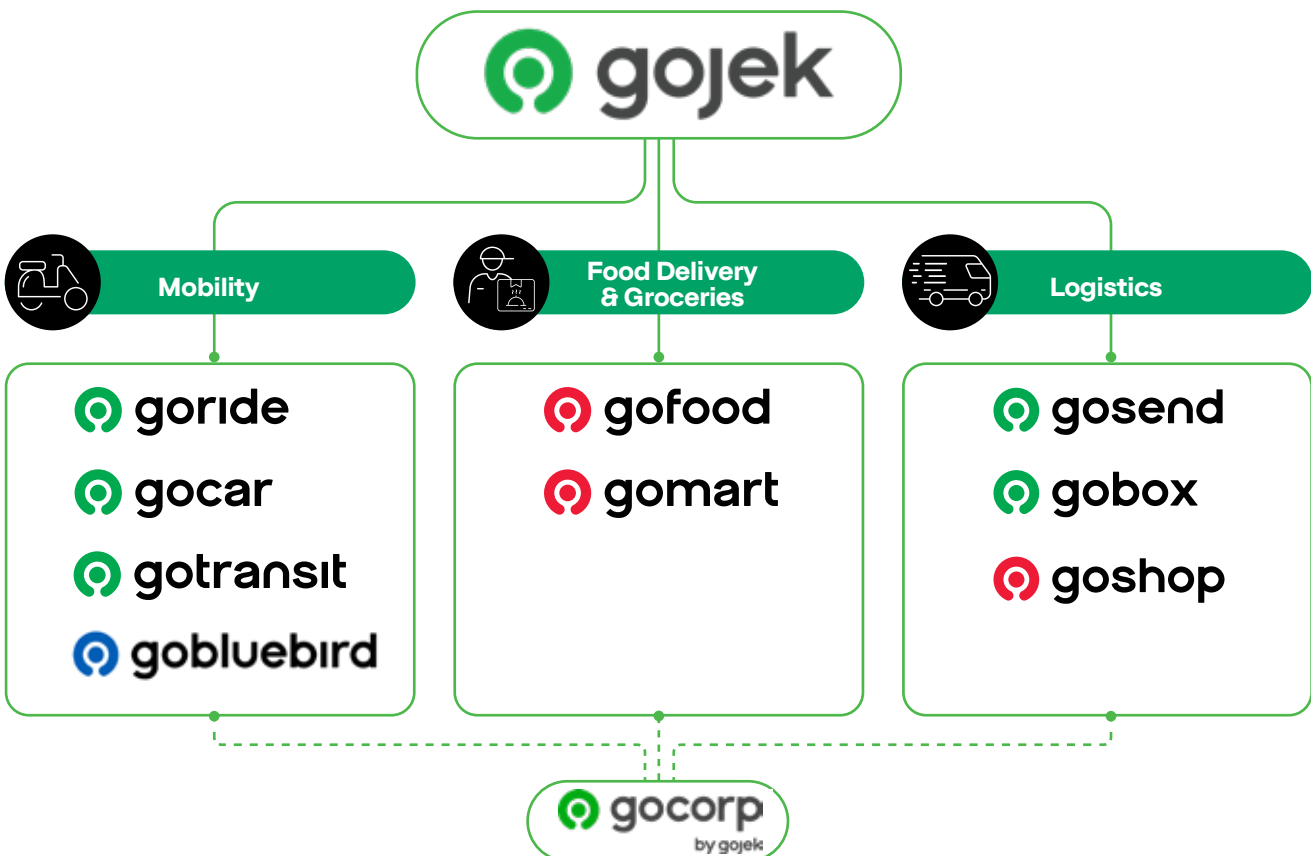 gojek
Mobility
Food Delivery
& Groceries
Logistics
goride
gocar
gotransit
gobluebird
gofood
gomart
gosend
gobox
goshop
gocorp
by gojek